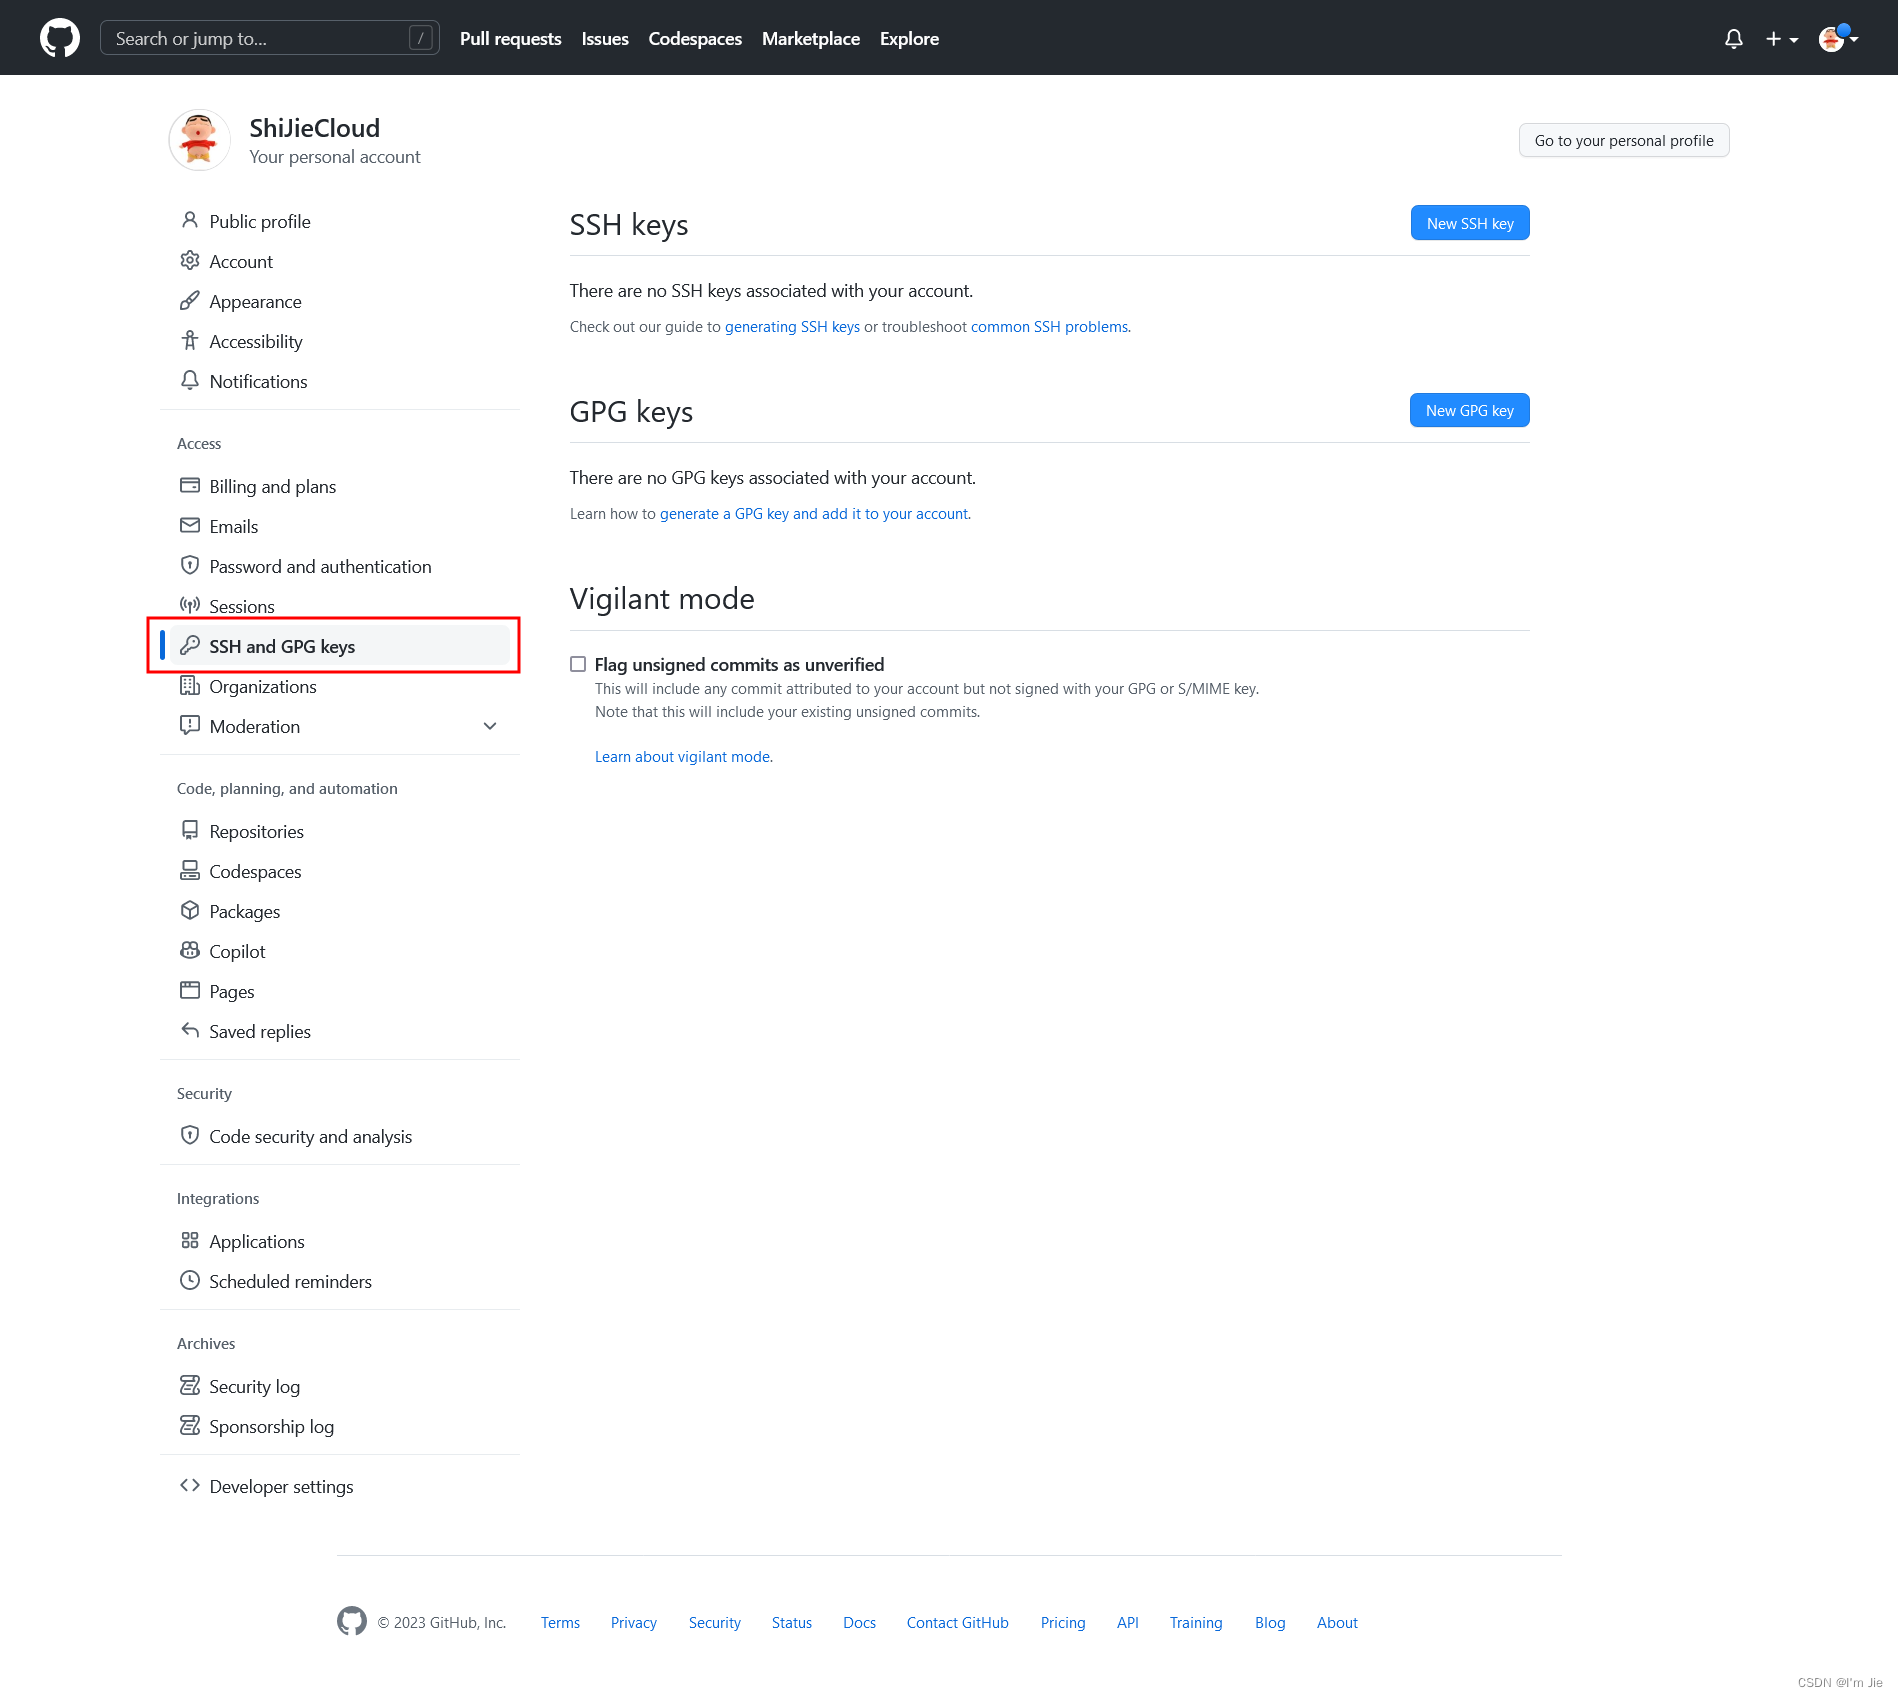 Search or jump to... /
Pull requests Issues Codespaces Marketplace Explore
ShiJieCloud
Your personal account
Go to your personal profile
Public profile
Account
Appearance
Accessibility
Notifications
Access
Billing and plans
Emails
Password and authentication
Sessions
SSH and GPG keys
Organizations
Moderation
Code, planning, and automation
Repositories
Codespaces
Packages
Copilot
Pages
Saved replies
Security
Code security and analysis
Integrations
Applications
Scheduled reminders
Archives
Security log
Sponsorship log
Developer settings
SSH keys
New SSH key
There are no SSH keys associated with your account.
Check out our guide to generating SSH keys or troubleshoot common SSH problems.
GPG keys
New GPG key
There are no GPG keys associated with your account.
Learn how to generate a GPG key and add it to your account.
Vigilant mode
Flag unsigned commits as unverified
This will include any commit attributed to your account but not signed with your GPG or S/MIME key.
Note that this will include your existing unsigned commits.
Learn about vigilant mode.
© 2023 GitHub, Inc. Terms Privacy Security Status Docs Contact GitHub Pricing API Training Blog About
CSDN @I'm Jie